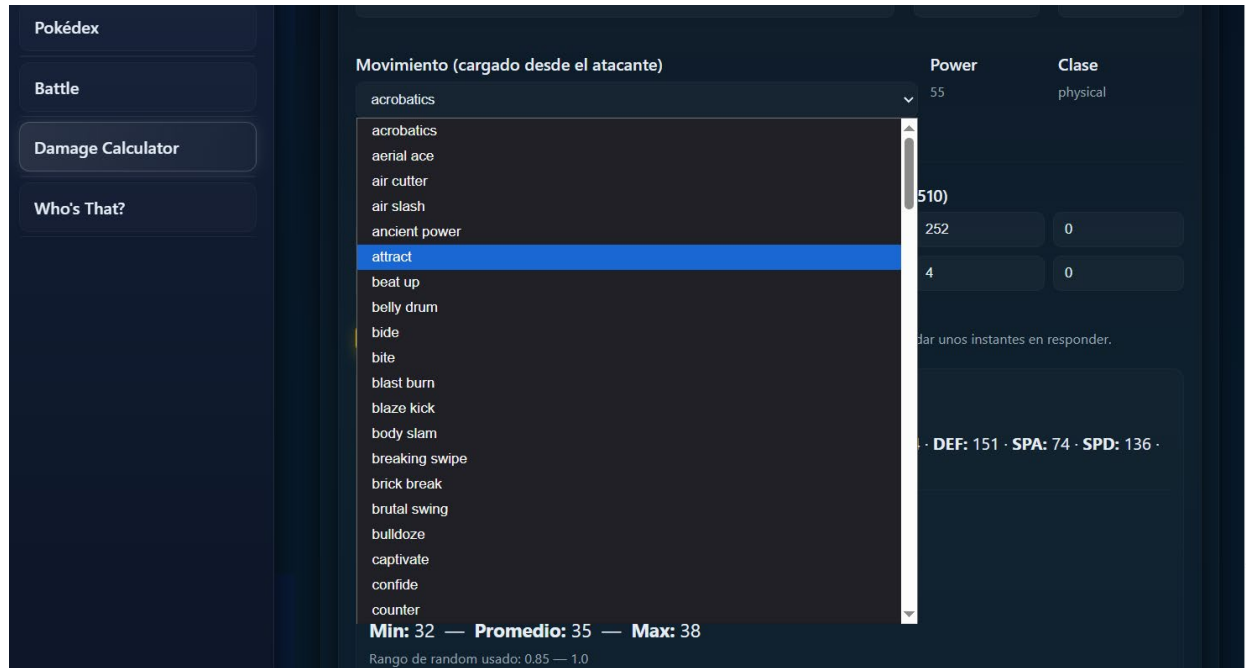 Pokédex
Battle
Damage Calculator
Who's That?
Movimiento (cargado desde el atacante)
Power
Clase
acrobatics
55
physical
acrobatics
aerial ace
air cutter
air slash
ancient power
attract
beat up
belly drum
bide
bite
blast burn
blaze kick
body slam
breaking swipe
brick break
brutal swing
bulldoze
captivate
confide
counter
510)
252
0
4
0
dar unos instantes en responder.
· DEF: 151 · SPA: 74 · SPD: 136 ·
Min: 32 — Promedio: 35 — Max: 38
Rango de random usado: 0.85 — 1.0